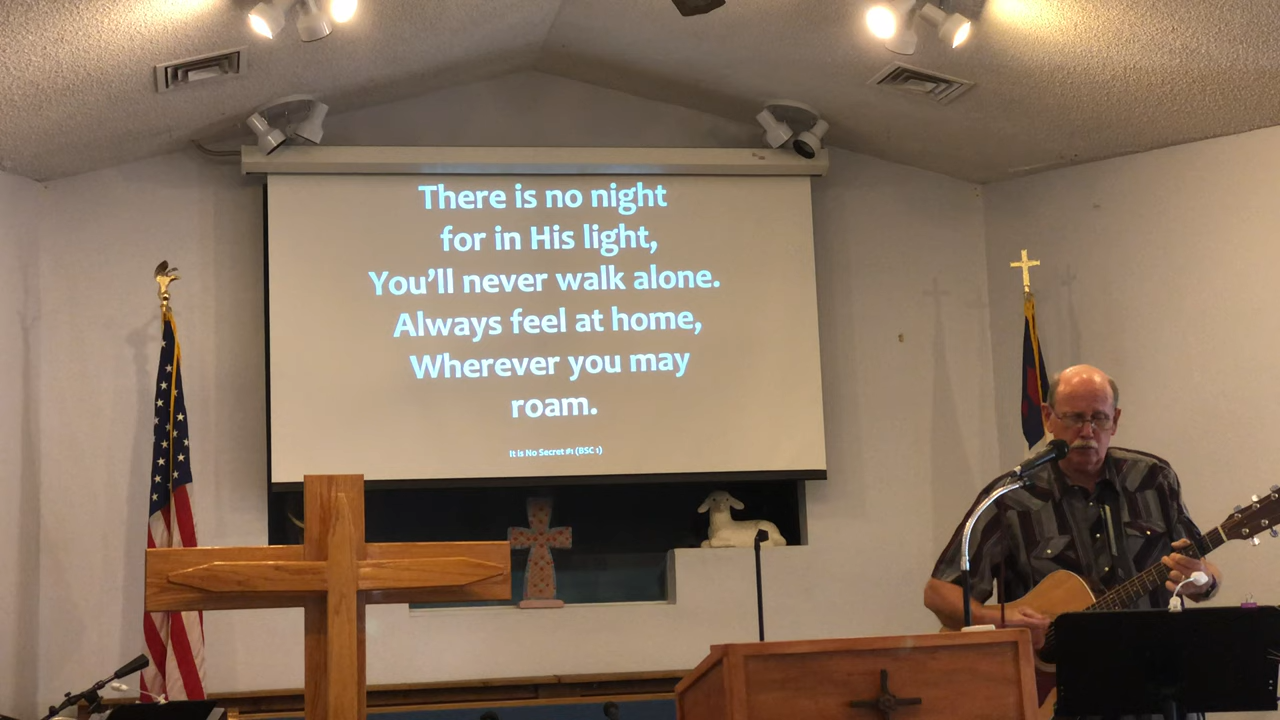 There is no night
for in His light,
You'll never walk alone.
Always feel at home,
Wherever you may
roam.
It is No Secret #1 (BSC 1)